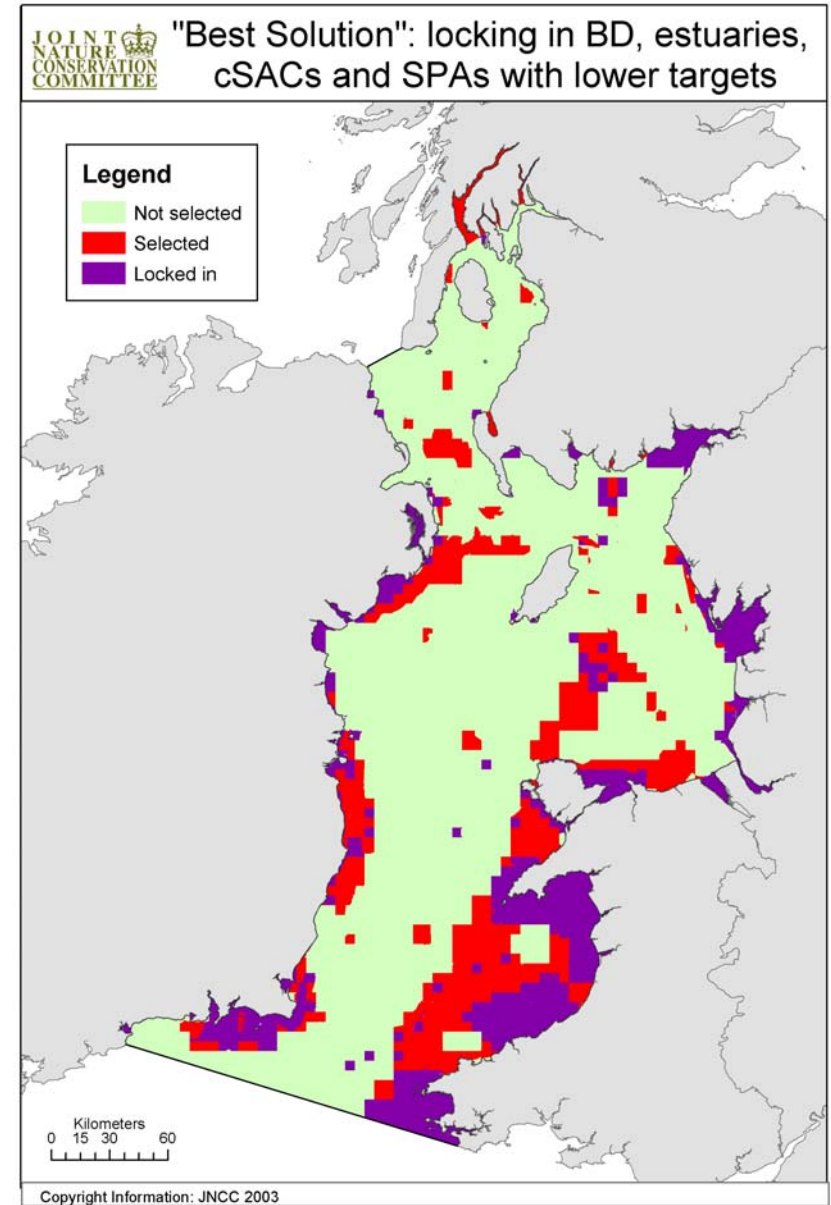 JOINT
NATURE
CONSERVATION
COMMITTEE
"Best Solution": locking in BD, estuaries,
cSACs and SPAs with lower targets
Legend
Not selected
Selected
Locked in
Kilometers
0 15 30 60
Copyright Information: JNCC 2003